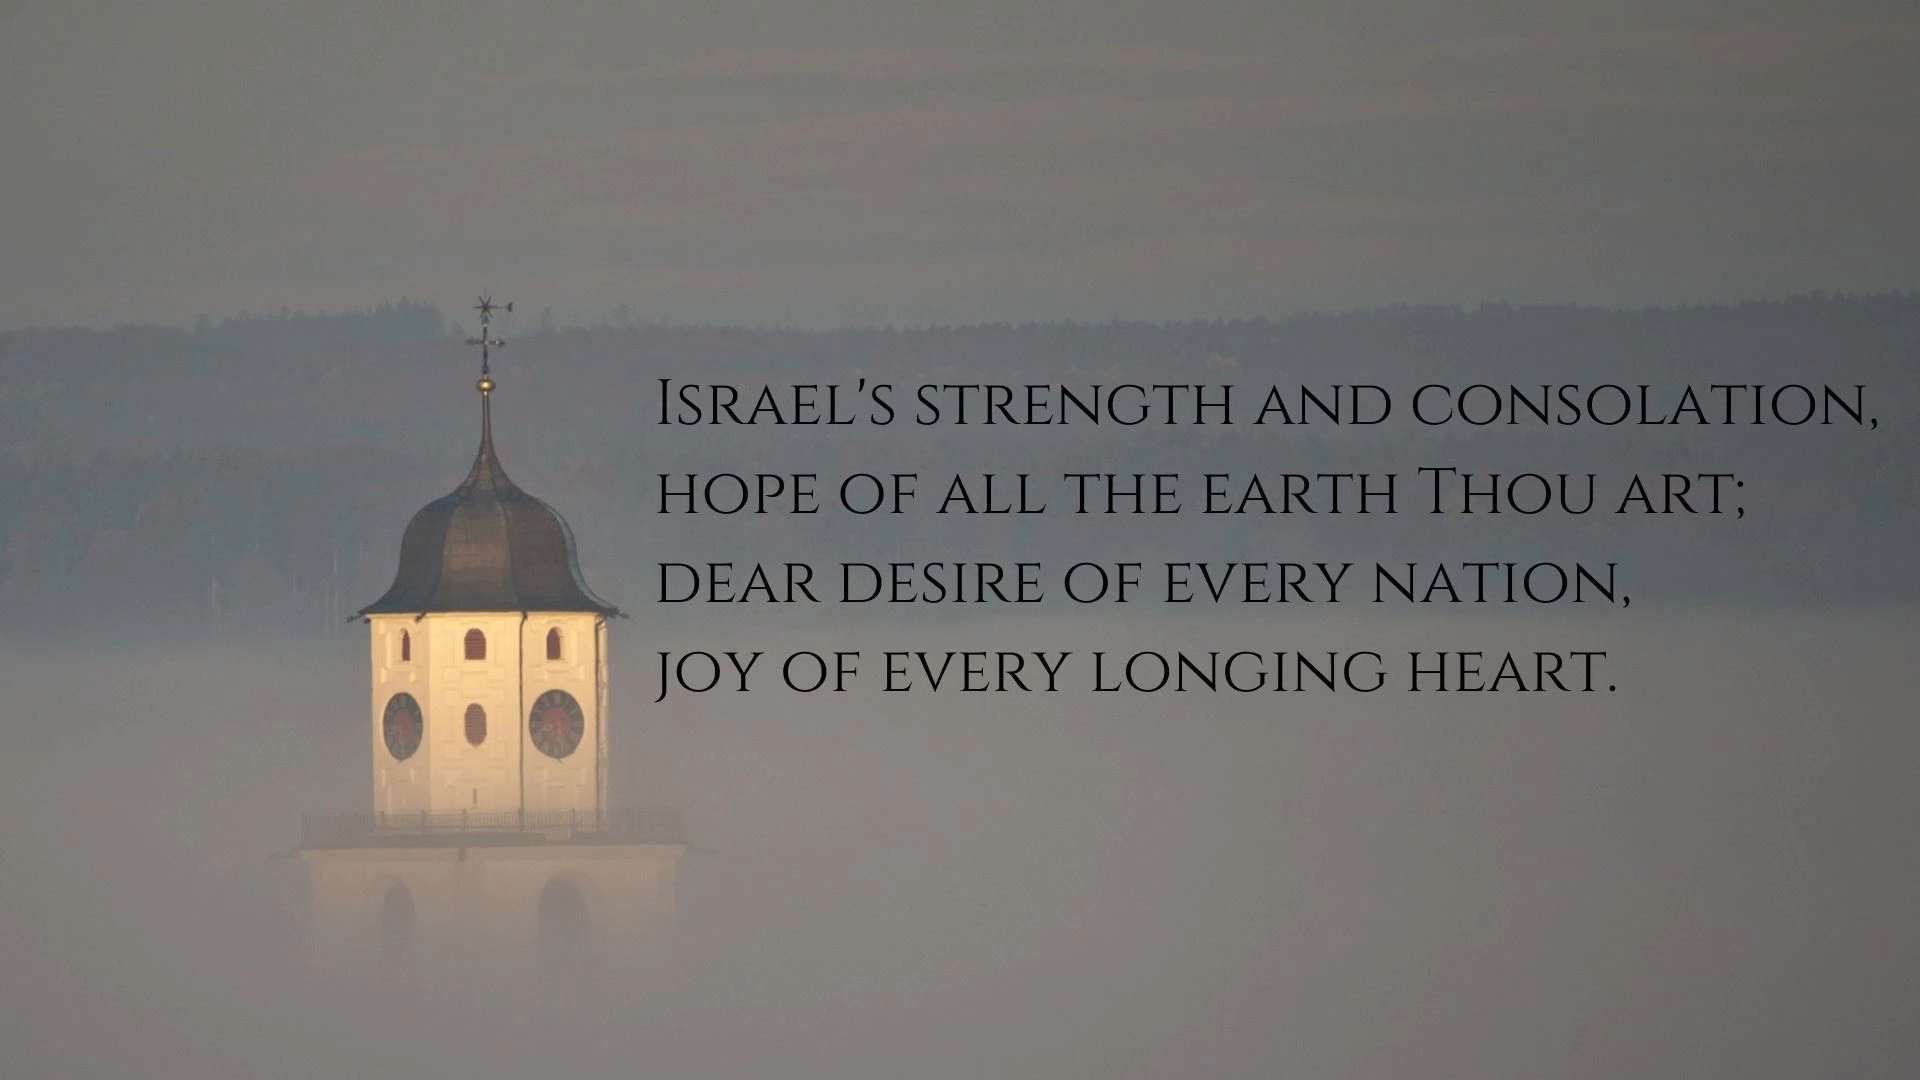 Israel's strength and consolation,
hope of all the earth Thou art;
dear desire of every nation,
joy of every longing heart.